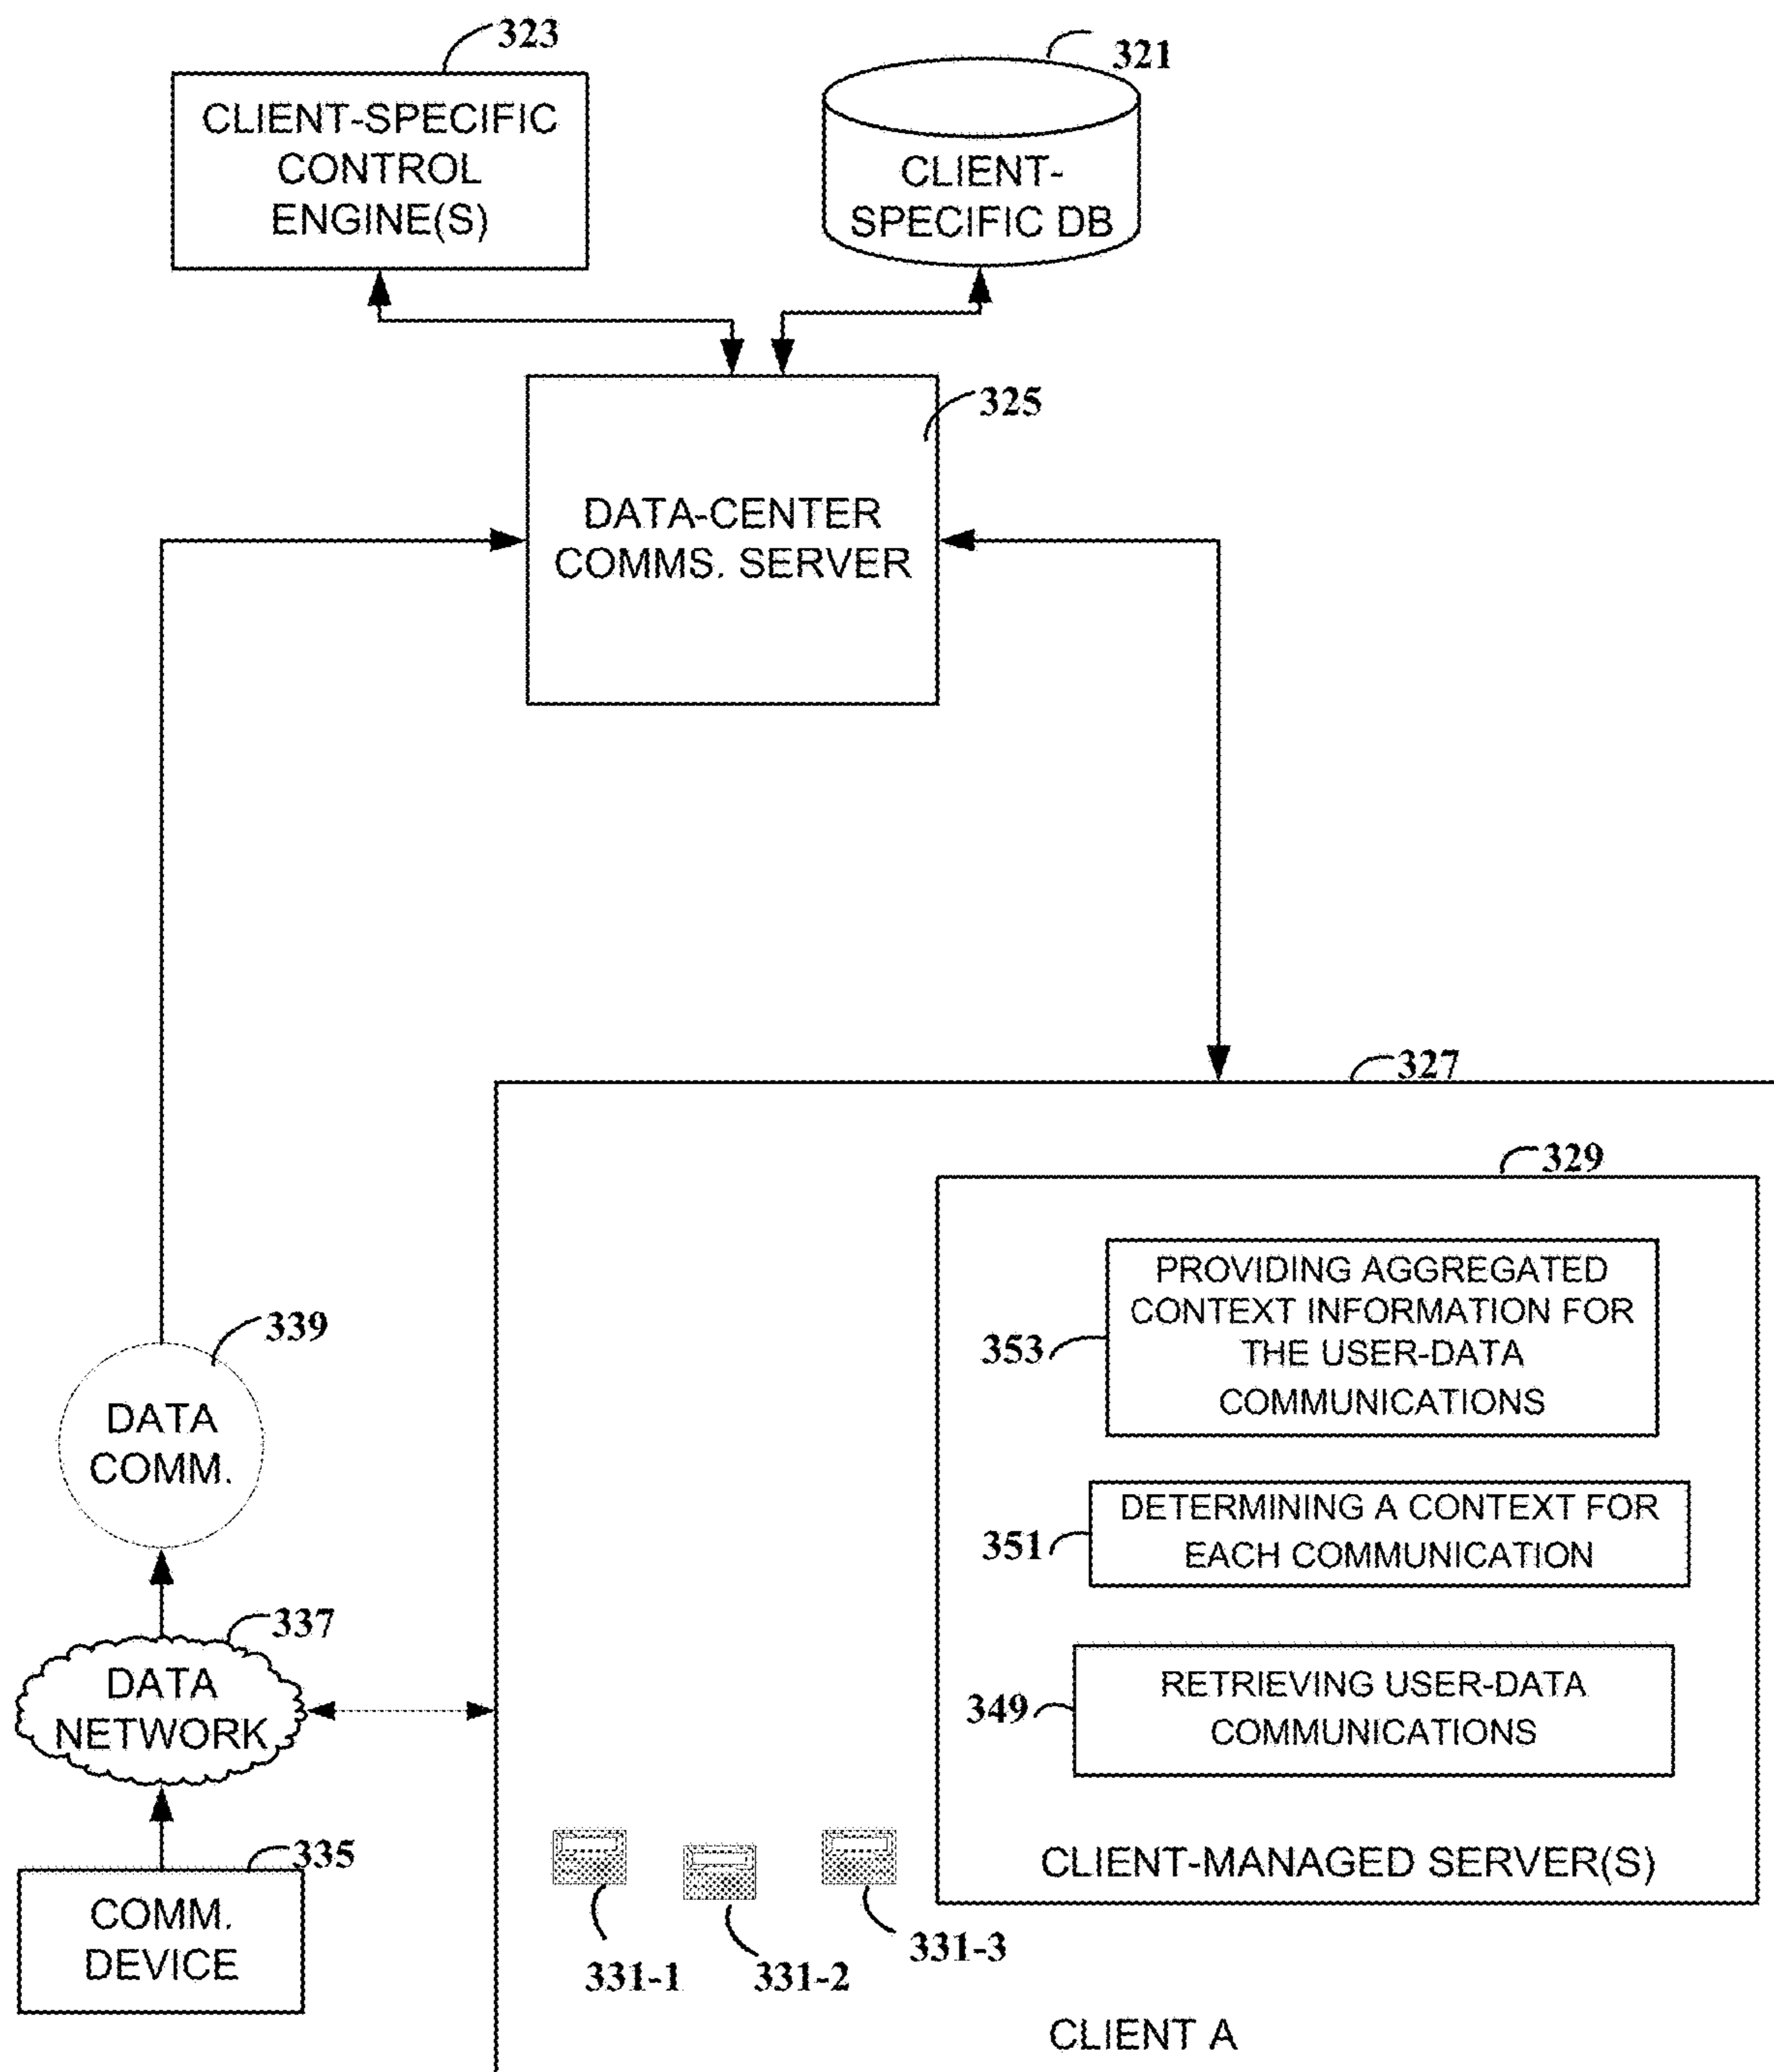 323
CLIENT-SPECIFIC
CONTROL
ENGINE(S)
321
CLIENT-
SPECIFIC DB
325
DATA-CENTER
COMMS. SERVER
327
329
PROVIDING AGGREGATED
CONTEXT INFORMATION FOR
THE USER-DATA
COMMUNICATIONS
353
339
DATA
COMM.
DETERMINING A CONTEXT FOR
EACH COMMUNICATION
351
337
DATA
NETWORK
RETRIEVING USER-DATA
COMMUNICATIONS
349
CLIENT-MANAGED SERVER(S)
335
COMM.
DEVICE
331-1
331-2
331-3
CLIENT A